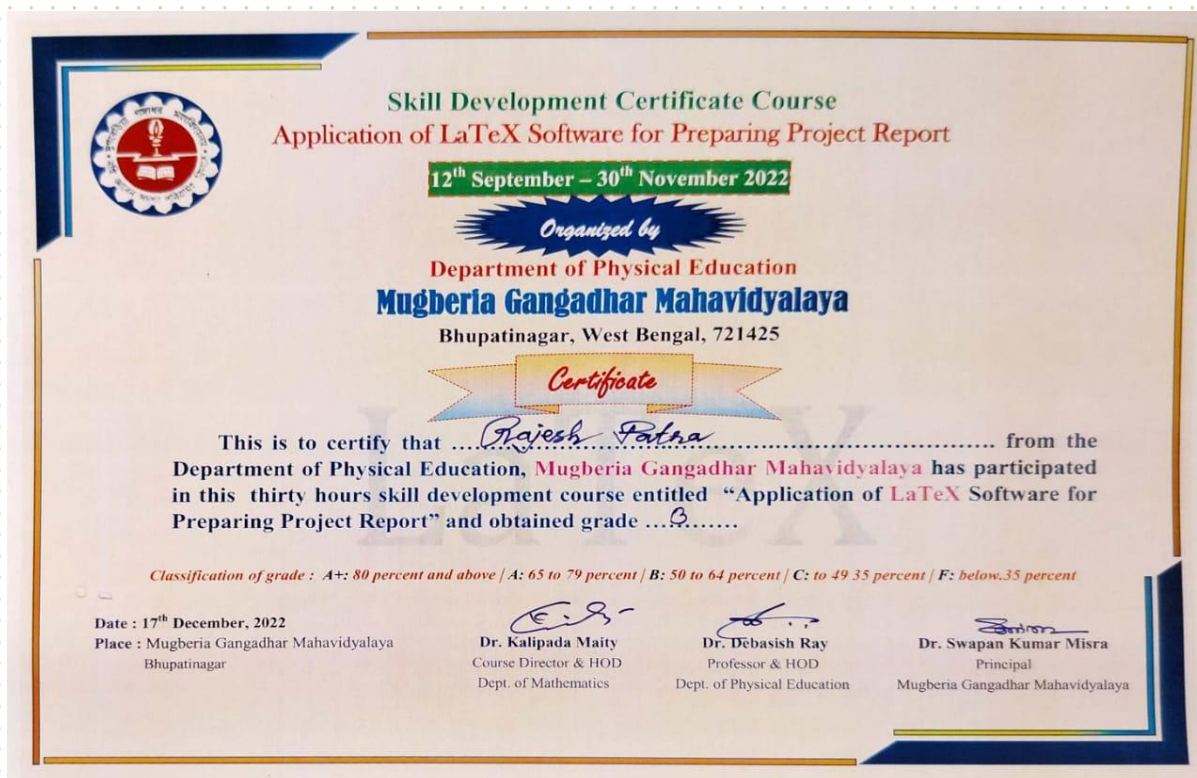 Skill Development Certificate Course
Application of LaTeX Software for Preparing Project Report
12th September – 30th November 2022
Organized by
Department of Physical Education
Mugberia Gangadhar Mahavidyalaya
Bhupatinagar, West Bengal, 721425
Certificate
LaTeX
This is to certify that .... Rajesh Patra ........................................ from the
Department of Physical Education, Mugberia Gangadhar Mahavidyalaya has participated
in this thirty hours skill development course entitled “Application of LaTeX Software for
Preparing Project Report” and obtained grade ...B........
Classification of grade : A+: 80 percent and above | A: 65 to 79 percent | B: 50 to 64 percent | C: to 49 35 percent | F: below.35 percent
Date : 17th December, 2022
Place : Mugberia Gangadhar Mahavidyalaya
Bhupatinagar
Dr. Kalipada Maity
Course Director & HOD
Dept. of Mathematics
Dr. Debasish Ray
Professor & HOD
Dept. of Physical Education
Dr. Swapan Kumar Misra
Principal
Mugberia Gangadhar Mahavidyalaya